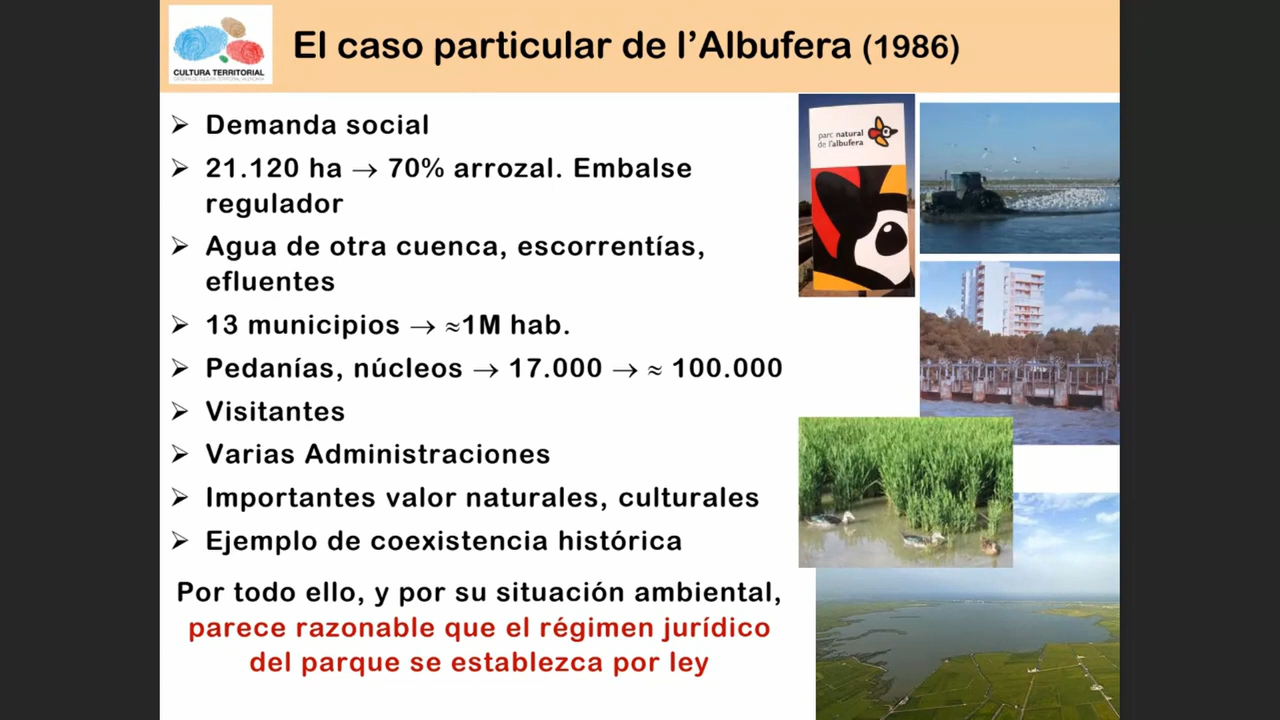 CULTURA TERRITORIAL
El caso particular de l’Albufera (1986)
➢ Demanda social
➢ 21.120 ha → 70% arrozal. Embalse
regulador
➢ Agua de otra cuenca, escorrentías,
efluentes
➢ 13 municipios → ≈1M hab.
➢ Pedanías, núcleos → 17.000 → ≈ 100.000
➢ Visitantes
➢ Varias Administraciones
➢ Importantes valor naturales, culturales
➢ Ejemplo de coexistencia histórica
Por todo ello, y por su situación ambiental,
parece razonable que el régimen jurídico
del parque se establezca por ley
parc natural
de l'albufera